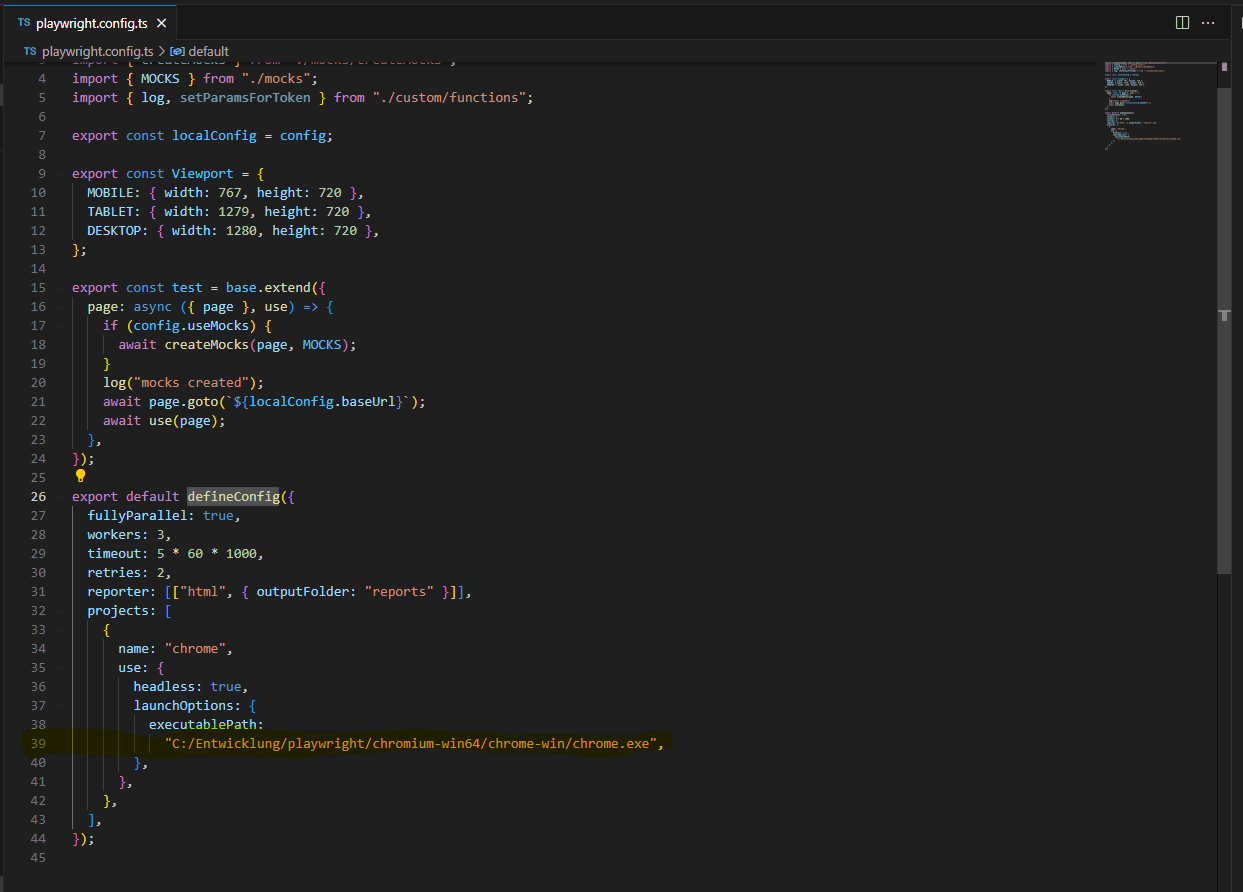 TS playwright.config.ts ×
TS playwright.config.ts > default
4 import { MOCKS } from "./mocks";
5 import { log, setParamsForToken } from "./custom/functions";
6
7 export const localConfig = config;
8
9 export const Viewport = {
10 MOBILE: { width: 767, height: 720 },
11 TABLET: { width: 1279, height: 720 },
12 DESKTOP: { width: 1280, height: 720 },
13 };
14
15 export const test = base.extend({
16 page: async ({ page }, use) => {
17 if (config.useMocks) {
18 await createMocks(page, MOCKS);
19 }
20 log("mocks created");
21 await page.goto(`${localConfig.baseUrl}`);
22 await use(page);
23 },
24 });
25
26 export default defineConfig({
27 fullyParallel: true,
28 workers: 3,
29 timeout: 5 * 60 * 1000,
30 retries: 2,
31 reporter: [["html", { outputFolder: "reports" }]],
32 projects: [
33 {
34 name: "chrome",
35 use: {
36 headless: true,
37 launchOptions: {
38 executablePath:
39 "C:/Entwicklung/playwright/chromium-win64/chrome-win/chrome.exe",
40 },
41 },
42 },
43 ],
44 });
45